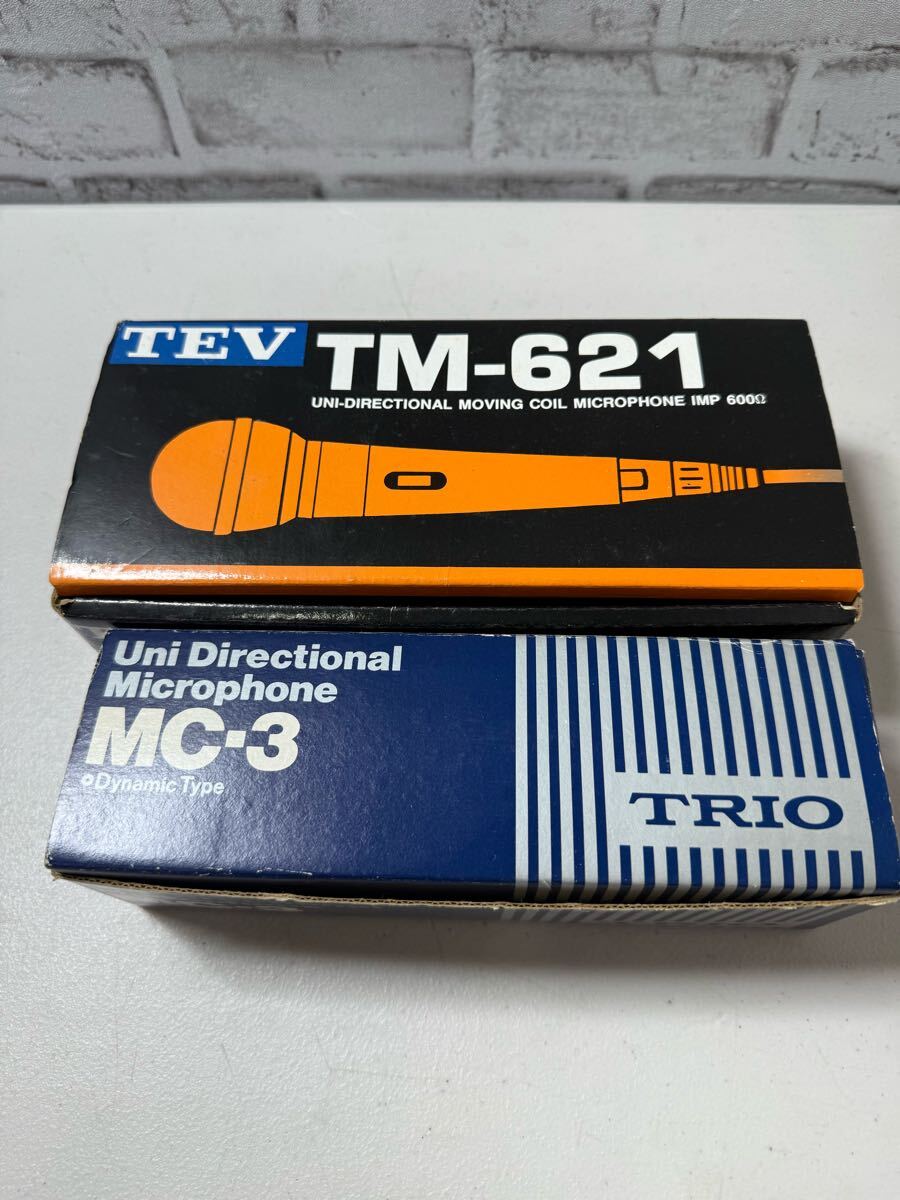 TEV
TM-621
UNI-DIRECTIONAL MOVING COIL MICROPHONE IMP 600Ω
Uni Directional
Microphone
MC-3
Dynamic Type
TRIO